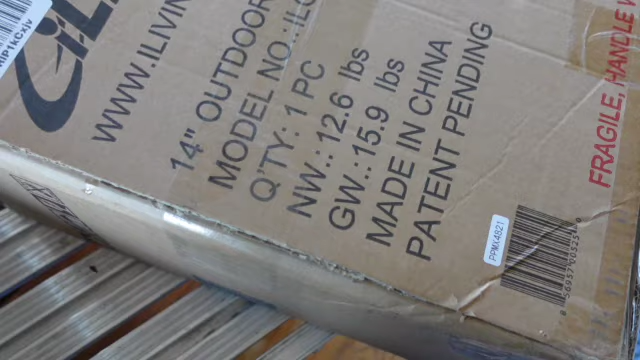 WWW.ILIVIN
14" OUTDOOR
MODEL NO.:ILG
Q'TY: 1 PC
NW.: 12.6 lbs
GW.: 15.9 lbs
MADE IN CHINA
PATENT PENDING
FRAGILE, HANDLE W
PPMX4821